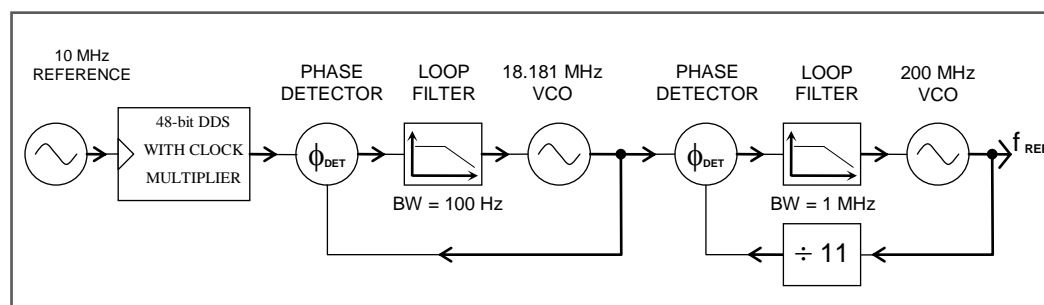 10 MHz
REFERENCE
48-bit DDS
WITH CLOCK
MULTIPLIER
PHASE
DETECTOR
ϕDET
LOOP
FILTER
BW = 100 Hz
18.181 MHz
VCO
PHASE
DETECTOR
ϕDET
LOOP
FILTER
BW = 1 MHz
÷ 11
200 MHz
VCO
f REF